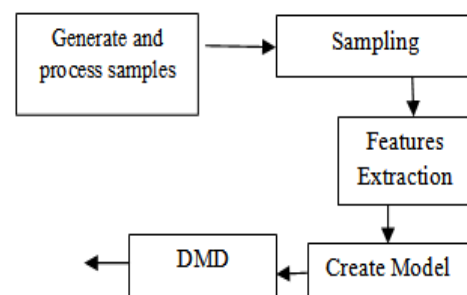 Generate and
process samples
Sampling
Features
Extraction
Create Model
DMD